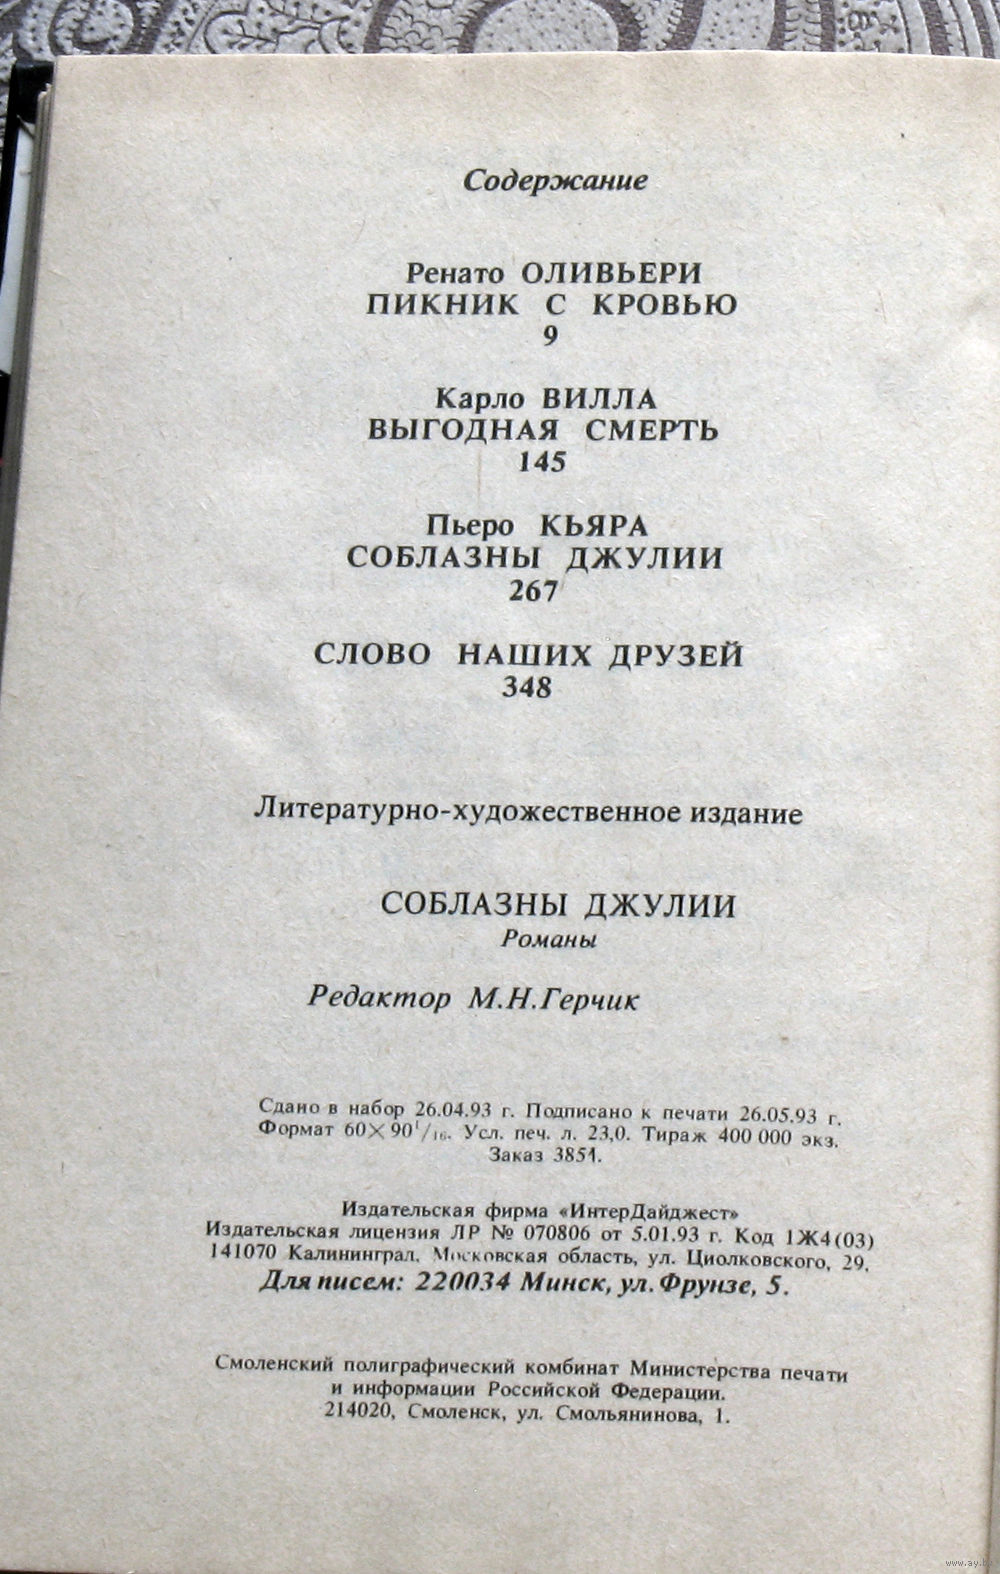 Содержание
Ренато ОЛИВЬЕРИ
ПИКНИК С КРОВЬЮ
9
Карло ВИЛЛА
ВЫГОДНАЯ СМЕРТЬ
145
Пьеро КЬЯРА
СОБЛАЗНЫ ДЖУЛИИ
267
СЛОВО НАШИХ ДРУЗЕЙ
348
Литературно-художественное издание
СОБЛАЗНЫ ДЖУЛИИ
Романы
Редактор М.Н.Герчик
Сдано в набор 26.04.93 г. Подписано к печати 26.05.93 г.
Формат 60×90¹/₁₆. Усл. печ. л. 23,0. Тираж 400 000 экз.
Заказ 3851.
Издательская фирма «ИнтерДайджест»
Издательская лицензия ЛР № 070806 от 5.01.93 г. Код 1Ж4(03)
141070 Калининград, Московская область, ул. Циолковского, 29.
Для писем: 220034 Минск, ул. Фрунзе, 5.
Смоленский полиграфический комбинат Министерства печати
и информации Российской Федерации.
214020, Смоленск, ул. Смольянинова, 1.